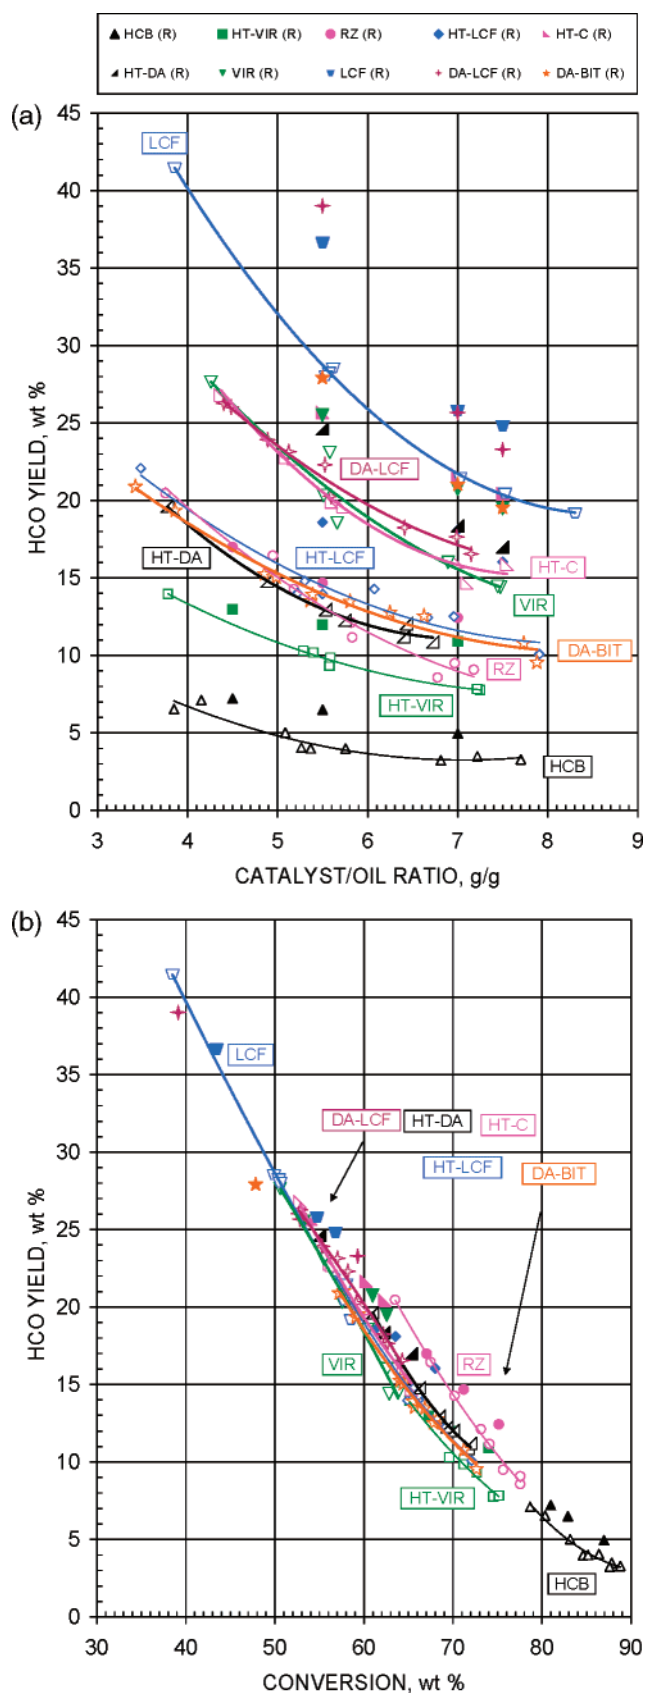 HCB (R) HT-VIR (R) RZ (R) HT-LCF (R) HT-C (R)
HT-DA (R) VIR (R) LCF (R) DA-LCF (R) DA-BIT (R)
(a)
45
40
35
30
25
20
15
10
5
0
HCO YIELD, wt %
LCF
DA-LCF
HT-DA
HT-LCF
HT-C
VIR
DA-BIT
RZ
HT-VIR
HCB
3 4 5 6 7 8 9
CATALYST/OIL RATIO, g/g
(b)
45
40
35
30
25
20
15
10
5
0
HCO YIELD, wt %
LCF
DA-LCF HT-DA HT-C
HT-LCF
DA-BIT
VIR
RZ
HT-VIR
HCB
30 40 50 60 70 80 90
CONVERSION, wt %